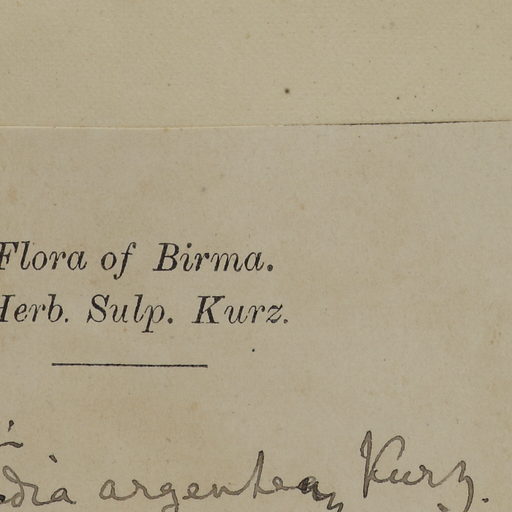 Flora of Birma.
Herb. Sulp. Kurz.
argentea, Kurz.